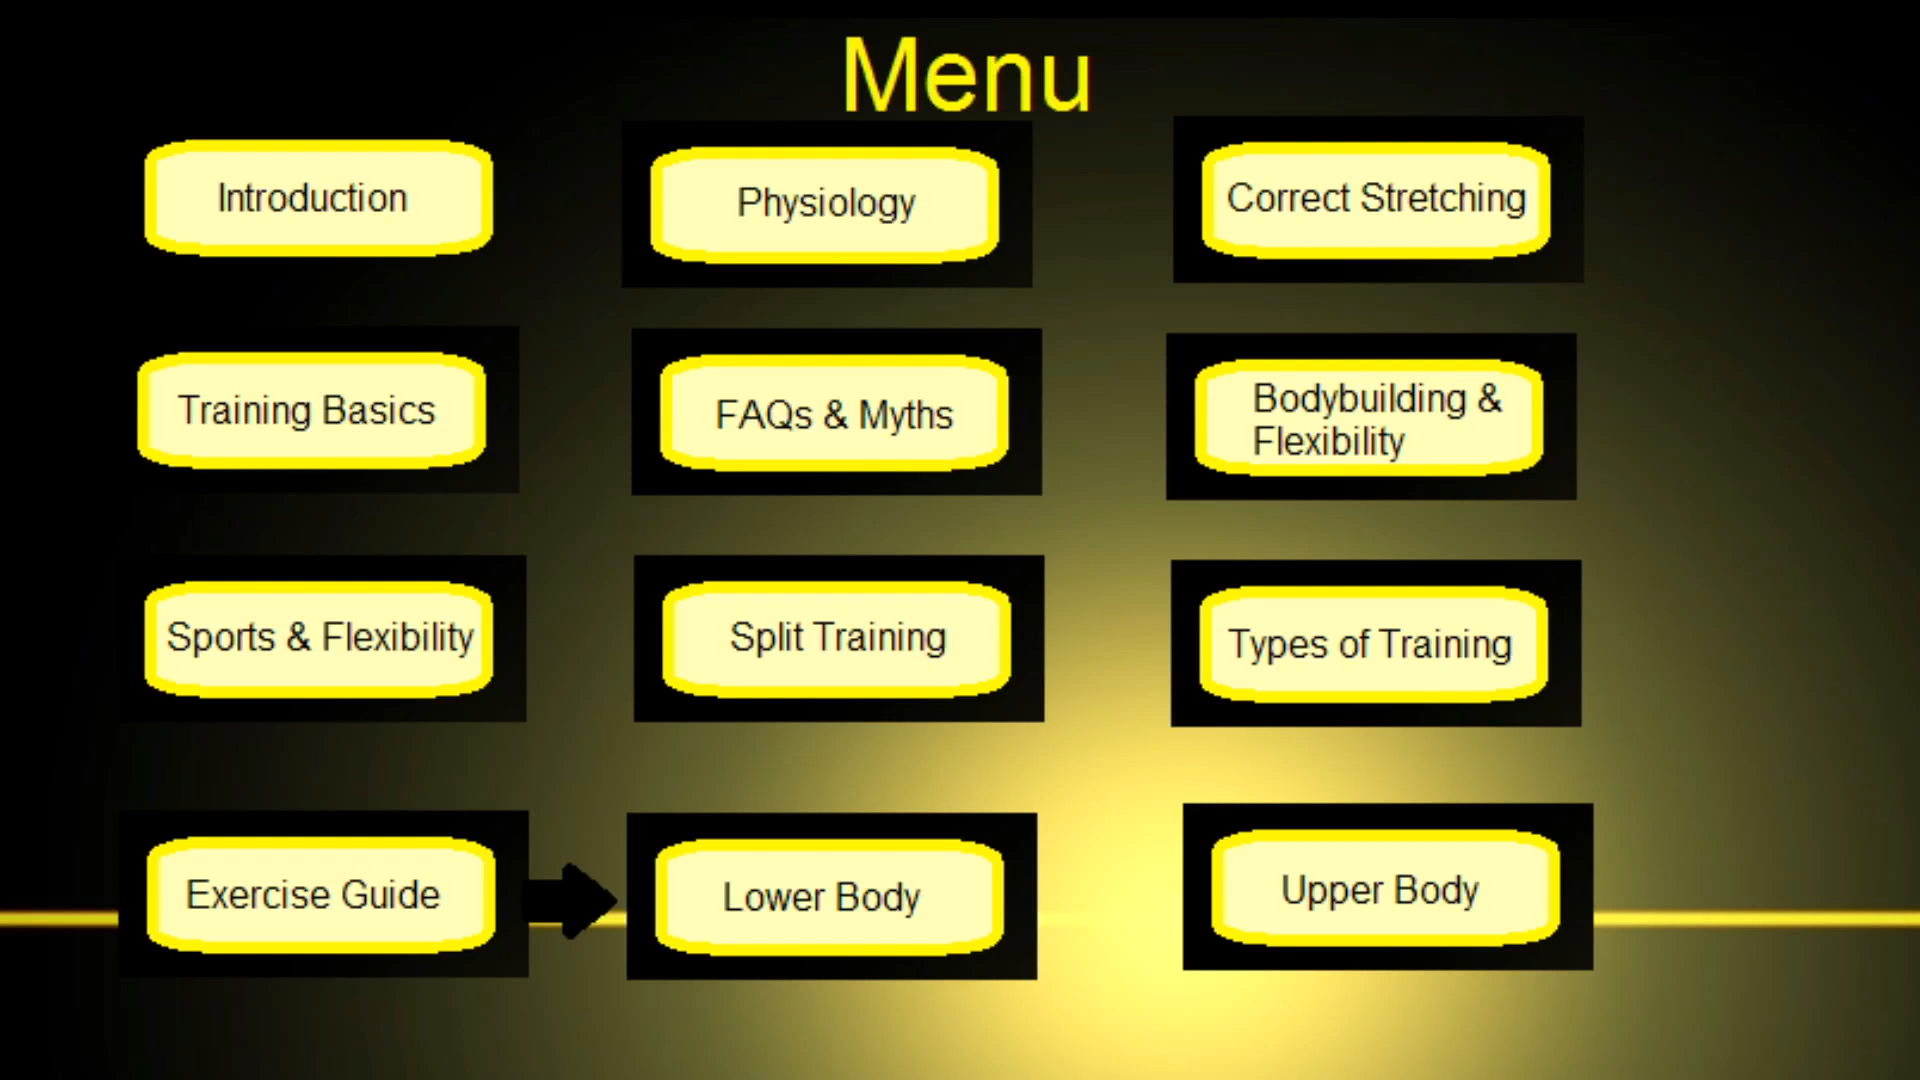 Menu
Introduction
Physiology
Correct Stretching
Training Basics
FAQs & Myths
Bodybuilding &
Flexibility
Sports & Flexibility
Split Training
Types of Training
Exercise Guide
Lower Body
Upper Body